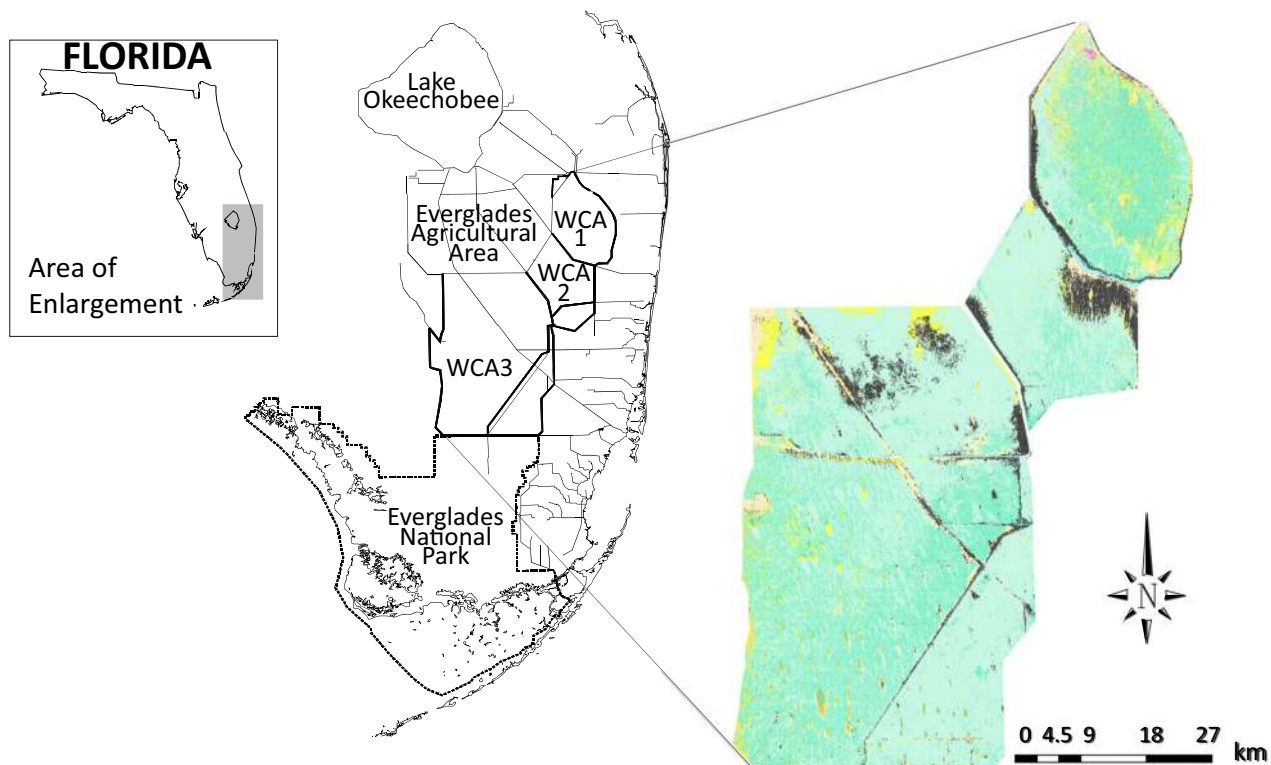 FLORIDA
Area of
Enlargement
Lake
Okeechobee
Everglades
Agricultural
Area
WCA
1
WCA
2
WCA3
Everglades
National
Park
N
0 4.5 9 18 27
km